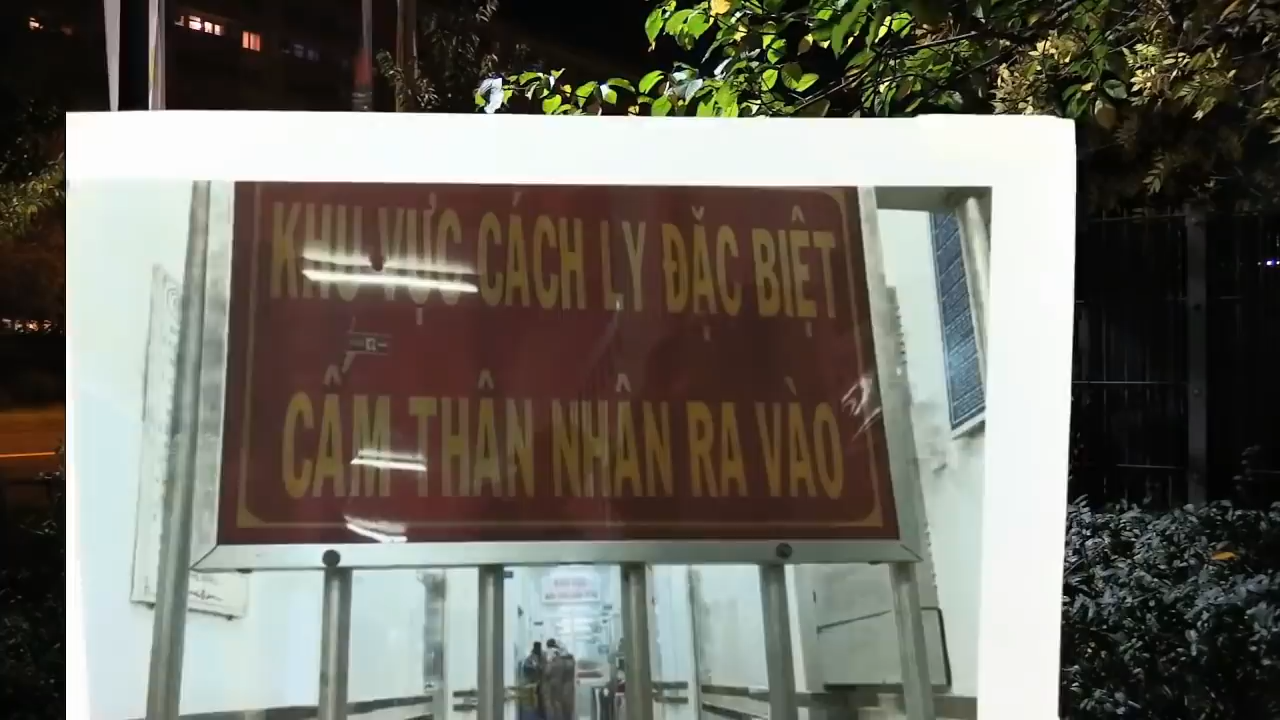 KHU VỰC CÁCH LY ĐẶC BIỆT
CẤM THÂN NHÂN RA VÀO